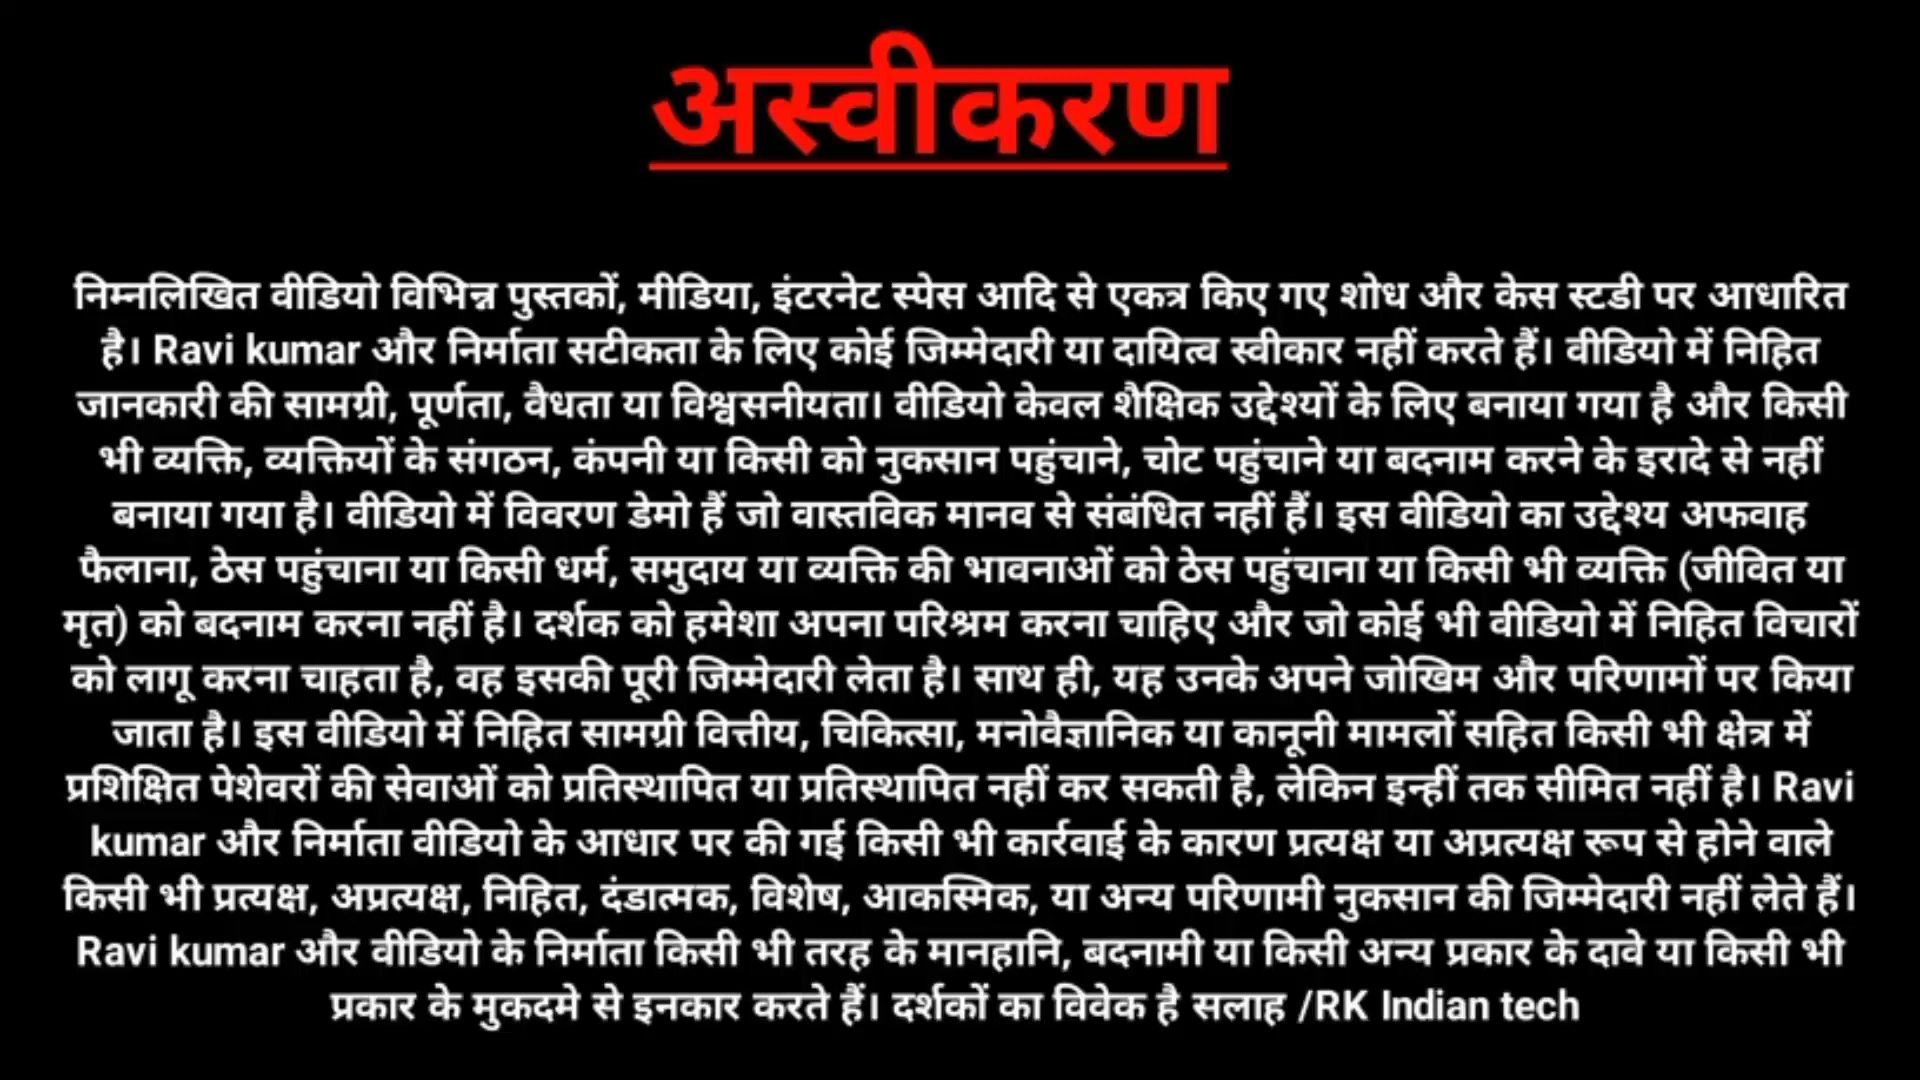 अस्वीकरण
निम्नलिखित वीडियो विभिन्न पुस्तकों, मीडिया, इंटरनेट स्पेस आदि से एकत्र किए गए शोध और केस स्टडी पर आधारित
है। Ravi kumar और निर्माता सटीकता के लिए कोई जिम्मेदारी या दायित्व स्वीकार नहीं करते हैं। वीडियो में निहित
जानकारी की सामग्री, पूर्णता, वैधता या विश्वसनीयता। वीडियो केवल शैक्षिक उद्देश्यों के लिए बनाया गया है और किसी
भी व्यक्ति, व्यक्तियों के संगठन, कंपनी या किसी को नुकसान पहुंचाने, चोट पहुंचाने या बदनाम करने के इरादे से नहीं
बनाया गया है। वीडियो में विवरण डेमो हैं जो वास्तविक मानव से संबंधित नहीं हैं। इस वीडियो का उद्देश्य अफवाह
फैलाना, ठेस पहुंचाना या किसी धर्म, समुदाय या व्यक्ति की भावनाओं को ठेस पहुंचाना या किसी भी व्यक्ति (जीवित या
मृत) को बदनाम करना नहीं है। दर्शक को हमेशा अपना परिश्रम करना चाहिए और जो कोई भी वीडियो में निहित विचारों
को लागू करना चाहता है, वह इसकी पूरी जिम्मेदारी लेता है। साथ ही, यह उनके अपने जोखिम और परिणामों पर किया
जाता है। इस वीडियो में निहित सामग्री वित्तीय, चिकित्सा, मनोवैज्ञानिक या कानूनी मामलों सहित किसी भी क्षेत्र में
प्रशिक्षित पेशेवरों की सेवाओं को प्रतिस्थापित या प्रतिस्थापित नहीं कर सकती है, लेकिन इन्हीं तक सीमित नहीं है। Ravi
kumar और निर्माता वीडियो के आधार पर की गई किसी भी कार्रवाई के कारण प्रत्यक्ष या अप्रत्यक्ष रूप से होने वाले
किसी भी प्रत्यक्ष, अप्रत्यक्ष, निहित, दंडात्मक, विशेष, आकस्मिक, या अन्य परिणामी नुकसान की जिम्मेदारी नहीं लेते हैं।
Ravi kumar और वीडियो के निर्माता किसी भी तरह के मानहानि, बदनामी या किसी अन्य प्रकार के दावे या किसी भी
प्रकार के मुकदमे से इनकार करते हैं। दर्शकों का विवेक है सलाह /RK Indian tech